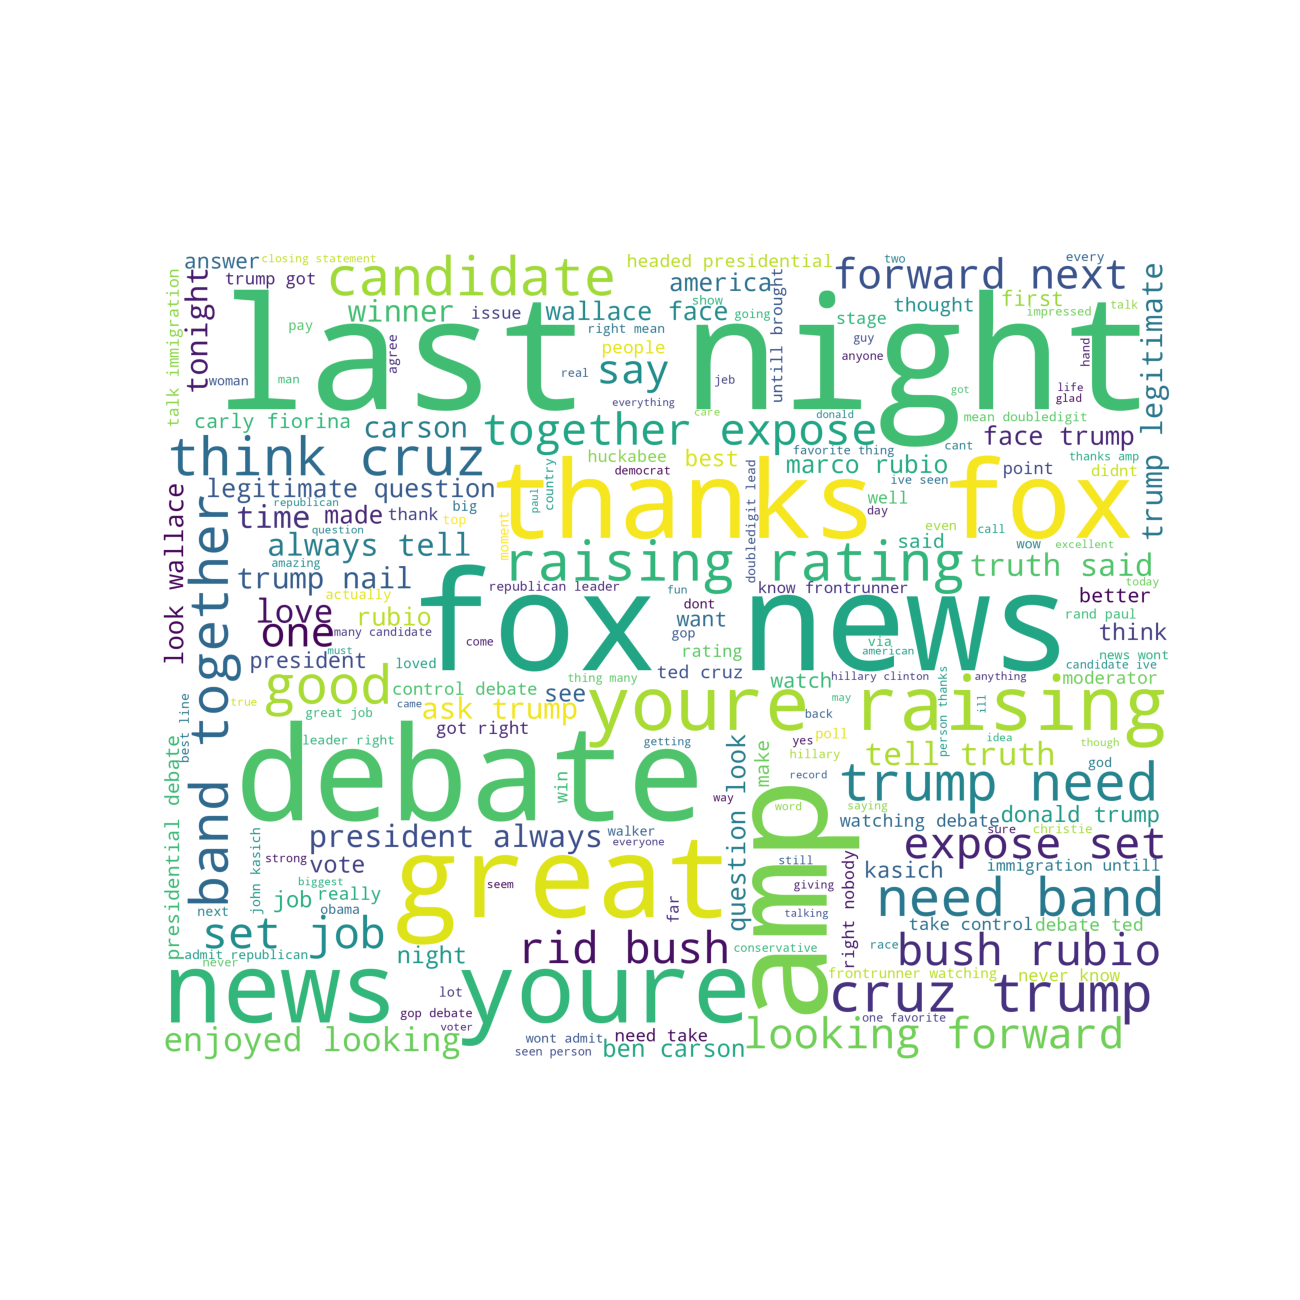 answer
closing statement
headed presidential
two
every
candidate
forward next
trump got
america
talk immigration
tonight
last night
winner
issue
wallace face
show
going
untill brought
thought
first
impressed
talk
trump legitimate
pay
agree
right mean
stage
guy
hand
people
say
anyone
woman
man
real
jeb
life
glad
everything
got
carly fiorina
carson
together expose
care
donald
mean doubledigit
face trump
think cruz
huckabee
best
favorite thing
cant
thanks amp
democrat
marco rubio
point
didnt
legitimate question
country
thanks fox
ive seen
look wallace
band together
republican
big
paul
well
time
made
thank
top
day
question
moment
doubledigit lead
even
call
always tell
said
wow
excellent
amazing
raising rating
truth said
trump nail
republican leader
fun
know frontrunner
today
actually
better
love
rubio
fox news
dont
want
rand paul
one
many candidate
come
gop
via
think
must
rating
american
news wont
president
loved
ted cruz
candidate ive
good
control debate
see
thing many
watch
hillary clinton
anything
moderator
true
came
ask trump
youre raising
may
person thanks
ill
great job
got right
back
best line
presidential debate
leader right
debate
getting
question look
yes
poll
idea
though
win
make
hillary
tell truth
god
record
trump need
way
amp
word
saying
president always
walker
watching debate
donald trump
everyone
sure
christie
john kasich
strong
vote
great
still
expose set
biggest
seem
giving
kasich
immigration untill
job
really
far
right nobody
need band
next
obama
talking
set job
take control
debate ted
admit republican
night
rid bush
conservative
race
bush rubio
never
news youre
lot
frontrunner watching
never know
cruz trump
gop debate
one favorite
voter
enjoyed looking
wont admit
need take
looking forward
seen person
ben carson